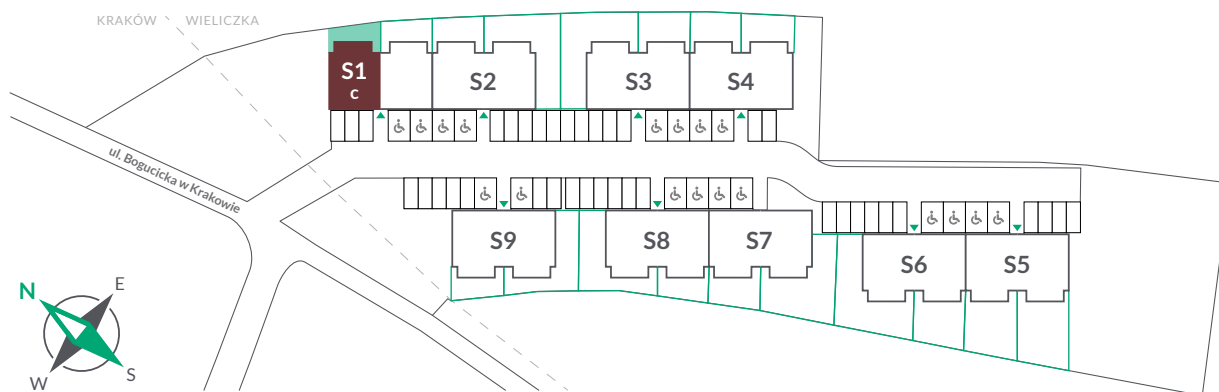 KRAKÓW WIELICZKA
S1
C
S2
S3
S4
ul. Bogucicka w Krakowie
S9
S8
S7
S6
S5
N
E
W
S